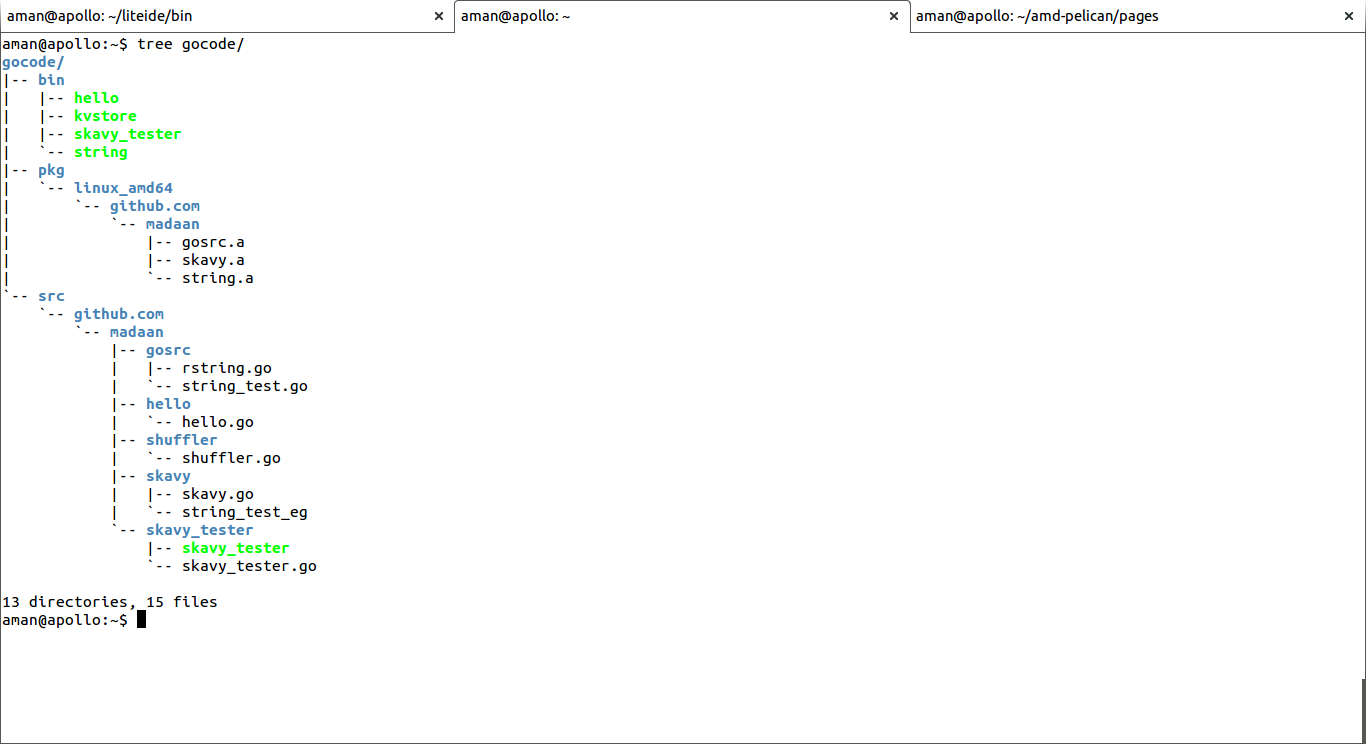 aman@apollo: ~/liteide/bin × aman@apollo: ~ × aman@apollo: ~/amd-pelican/pages ×
aman@apollo:~$ tree gocode/
gocode/
|-- bin
|   |-- hello
|   |-- kvstore
|   |-- skavy_tester
|   `-- string
|-- pkg
|   `-- linux_amd64
|       `-- github.com
|           `-- madaan
|               |-- gosrc.a
|               |-- skavy.a
|               `-- string.a
`-- src
    `-- github.com
        `-- madaan
            |-- gosrc
            |   |-- rstring.go
            |   `-- string_test.go
            |-- hello
            |   `-- hello.go
            |-- shuffler
            |   `-- shuffler.go
            |-- skavy
            |   |-- skavy.go
            |   `-- string_test_eg
            `-- skavy_tester
                |-- skavy_tester
                `-- skavy_tester.go

13 directories, 15 files
aman@apollo:~$